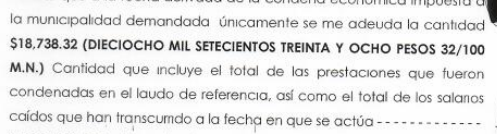 la municipalidad demandada únicamente se me adeuda la cantidad
$18,738.32 (DIECIOCHO MIL SETECIENTOS TREINTA Y OCHO PESOS 32/100
M.N.) Cantidad que incluye el total de las prestaciones que fueron
condenadas en el laudo de referencia, así como el total de los salarios
caídos que han transcurrido a la fecha en que se actúa - - - - - - - - - - - - -